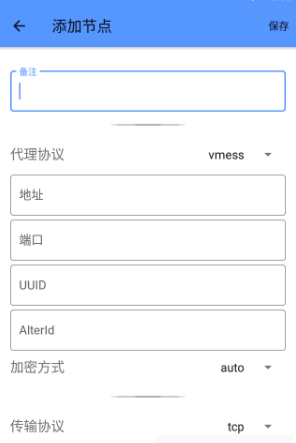 添加节点 保存
备注
代理协议 vmess
地址
端口
UUID
AlterId
加密方式 auto
传输协议 tcp